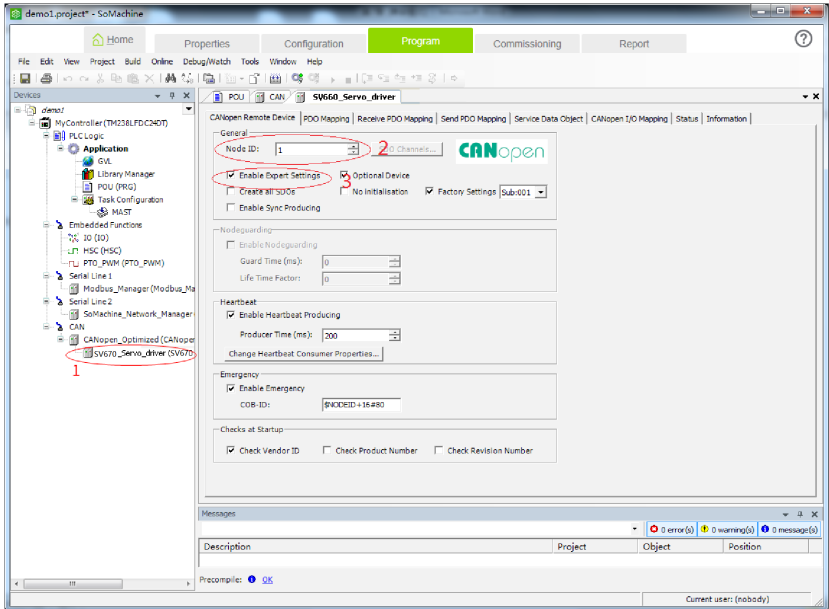 demo1.project* - SoMachine
Home
Properties
Configuration
Program
Commissioning
Report
File Edit View Project Build Online Debug/Watch Tools Window Help
Devices
POU
CAN
SV660_Servo_driver
demo1
MyController (TM238LFDC24DT)
PLC Logic
Application
GVL
Library Manager
POU (PRG)
Task Configuration
MAST
Embedded Functions
IO (IO)
HSC (HSC)
PTO_PWM (PTO_PWM)
Serial Line 1
Modbus_Manager (Modbus_Ma
Serial Line 2
SoMachine_Network_Manager
CAN
CANopen_Optimized (CANoper
SV670_Servo_driver (SV670
1
CANopen Remote Device PDO Mapping Receive PDO Mapping Send PDO Mapping Service Data Object CANopen I/O Mapping Status Information
General
Node ID: 1
2
Channels...
CANopen
Enable Expert Settings
3
Optional Device
Create all SDOs
No initialisation
Factory Settings Sub:001
Enable Sync Producing
Nodeguarding
Enable Nodeguarding
Guard Time (ms): 0
Life Time Factor: 0
Heartbeat
Enable Heartbeat Producing
Producer Time (ms): 200
Change Heartbeat Consumer Properties...
Emergency
Enable Emergency
COB-ID: $NODEID+16#80
Checks at Startup
Check Vendor ID Check Product Number Check Revision Number
Messages
0 error(s) 0 warning(s) 0 message(s)
Description Project Object Position
Precompile: OK
Current user: (nobody)